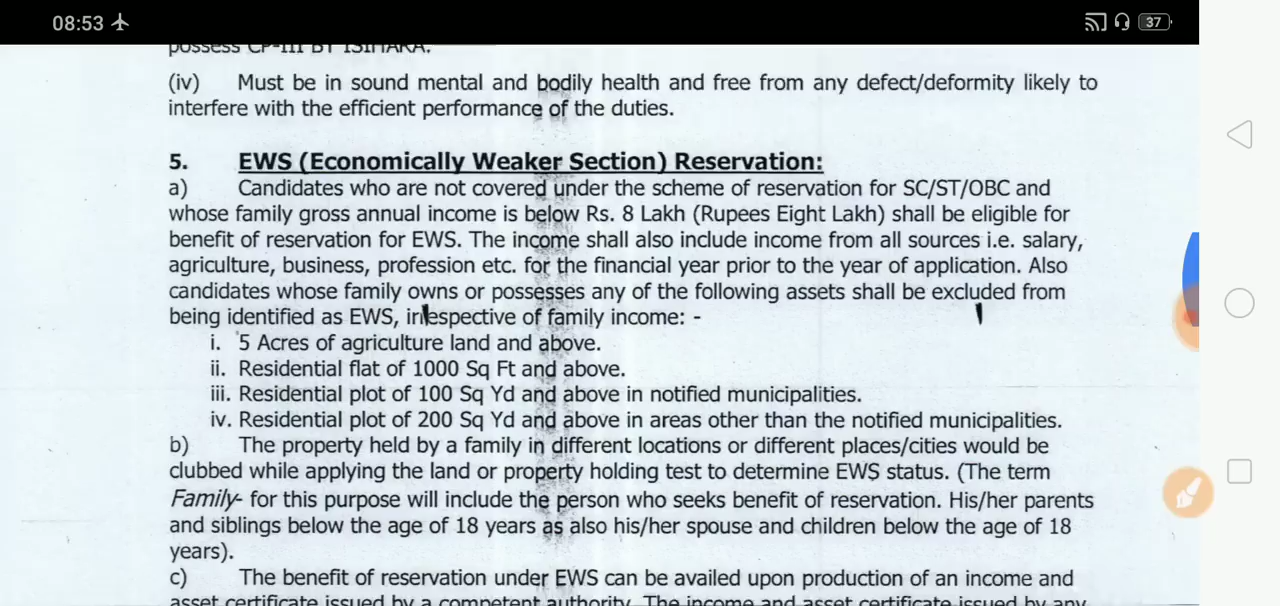 08:53
37
possess CP-III BY ISIHARA.
(iv) Must be in sound mental and bodily health and free from any defect/deformity likely to
interfere with the efficient performance of the duties.
5. EWS (Economically Weaker Section) Reservation:
a) Candidates who are not covered under the scheme of reservation for SC/ST/OBC and
whose family gross annual income is below Rs. 8 Lakh (Rupees Eight Lakh) shall be eligible for
benefit of reservation for EWS. The income shall also include income from all sources i.e. salary,
agriculture, business, profession etc. for the financial year prior to the year of application. Also
candidates whose family owns or possesses any of the following assets shall be excluded from
being identified as EWS, irrespective of family income: -
i. 5 Acres of agriculture land and above.
ii. Residential flat of 1000 Sq Ft and above.
iii. Residential plot of 100 Sq Yd and above in notified municipalities.
iv. Residential plot of 200 Sq Yd and above in areas other than the notified municipalities.
b) The property held by a family in different locations or different places/cities would be
clubbed while applying the land or property holding test to determine EWS status. (The term
Family- for this purpose will include the person who seeks benefit of reservation. His/her parents
and siblings below the age of 18 years as also his/her spouse and children below the age of 18
years).
c) The benefit of reservation under EWS can be availed upon production of an income and
asset certificate issued by a competent authority. The income and asset certificate issued by any